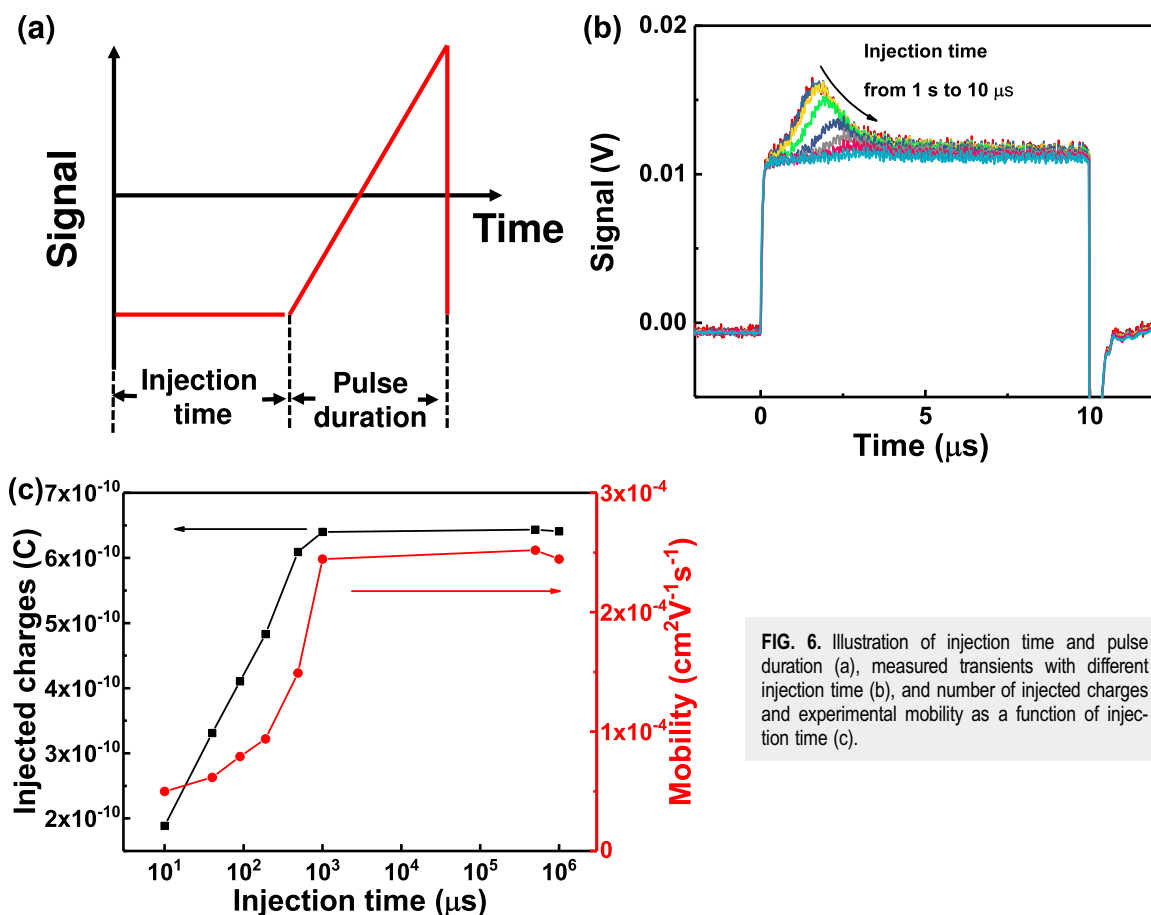 (a)
Signal
Time
Injection
time
Pulse
duration
(b)
0.02
0.01
0.00
Signal (V)
Injection time
from 1 s to 10 μs
0
5
10
Time (μs)
(c)
7x10⁻¹⁰
6x10⁻¹⁰
5x10⁻¹⁰
4x10⁻¹⁰
3x10⁻¹⁰
2x10⁻¹⁰
Injected charges (C)
3x10⁻⁴
2x10⁻⁴
1x10⁻⁴
0
Mobility (cm²V⁻¹s⁻¹)
10¹
10²
10³
10⁴
10⁵
10⁶
Injection time (μs)
FIG. 6. Illustration of injection time and pulse
duration (a), measured transients with different
injection time (b), and number of injected charges
and experimental mobility as a function of injec-
tion time (c).